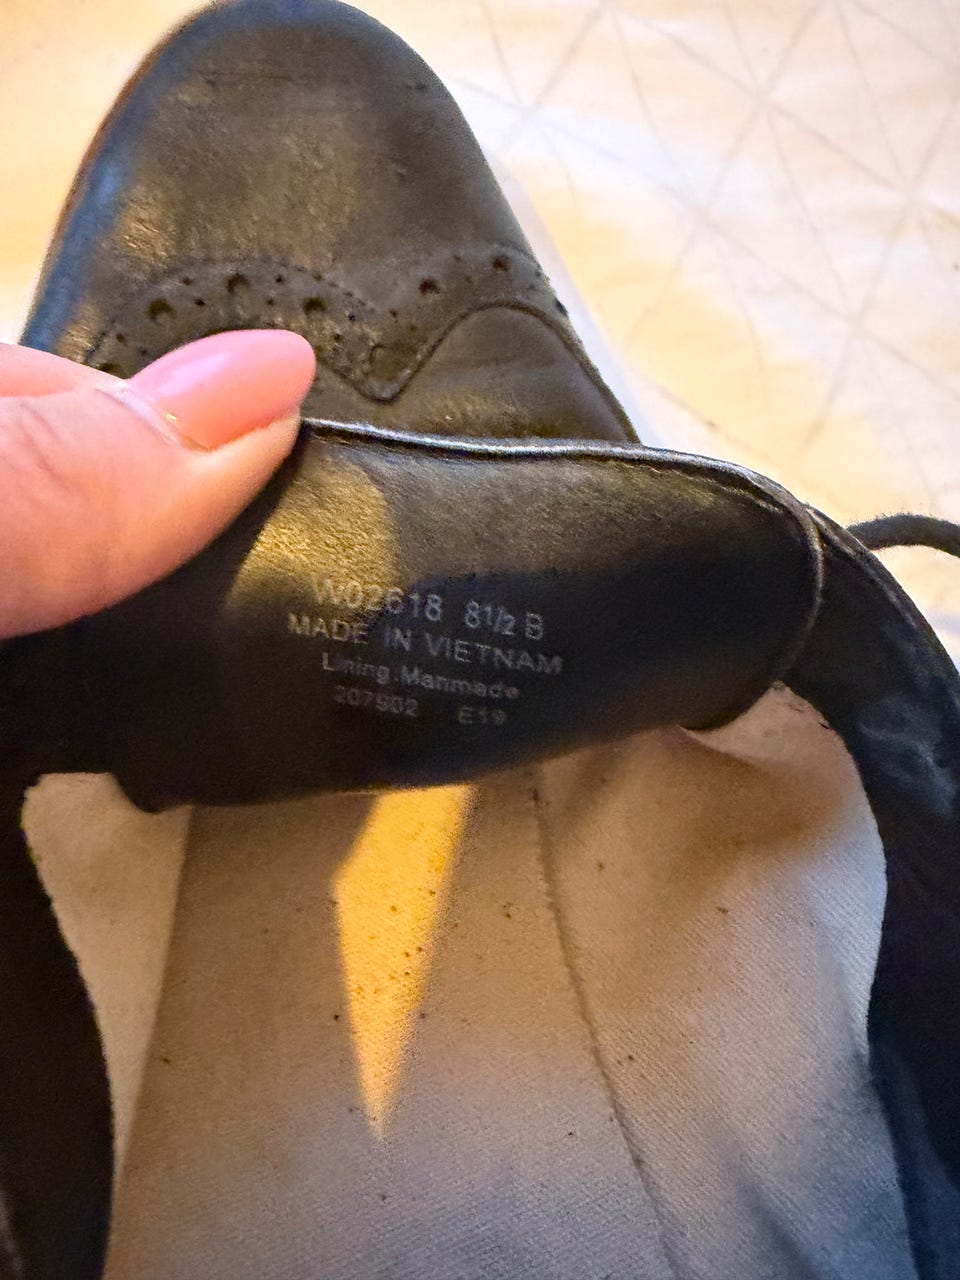 W02618 8½ B
MADE IN VIETNAM
Lining:Manmade
207902 E19